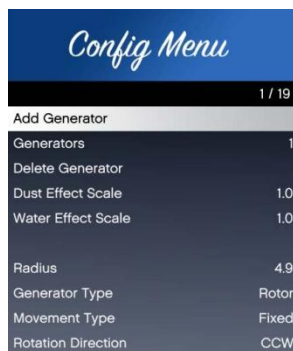 Config Menu
1 / 19
Add Generator
Generators 1
Delete Generator
Dust Effect Scale 1.0
Water Effect Scale 1.0
Radius 4.9
Generator Type Rotor
Movement Type Fixed
Rotation Direction CCW